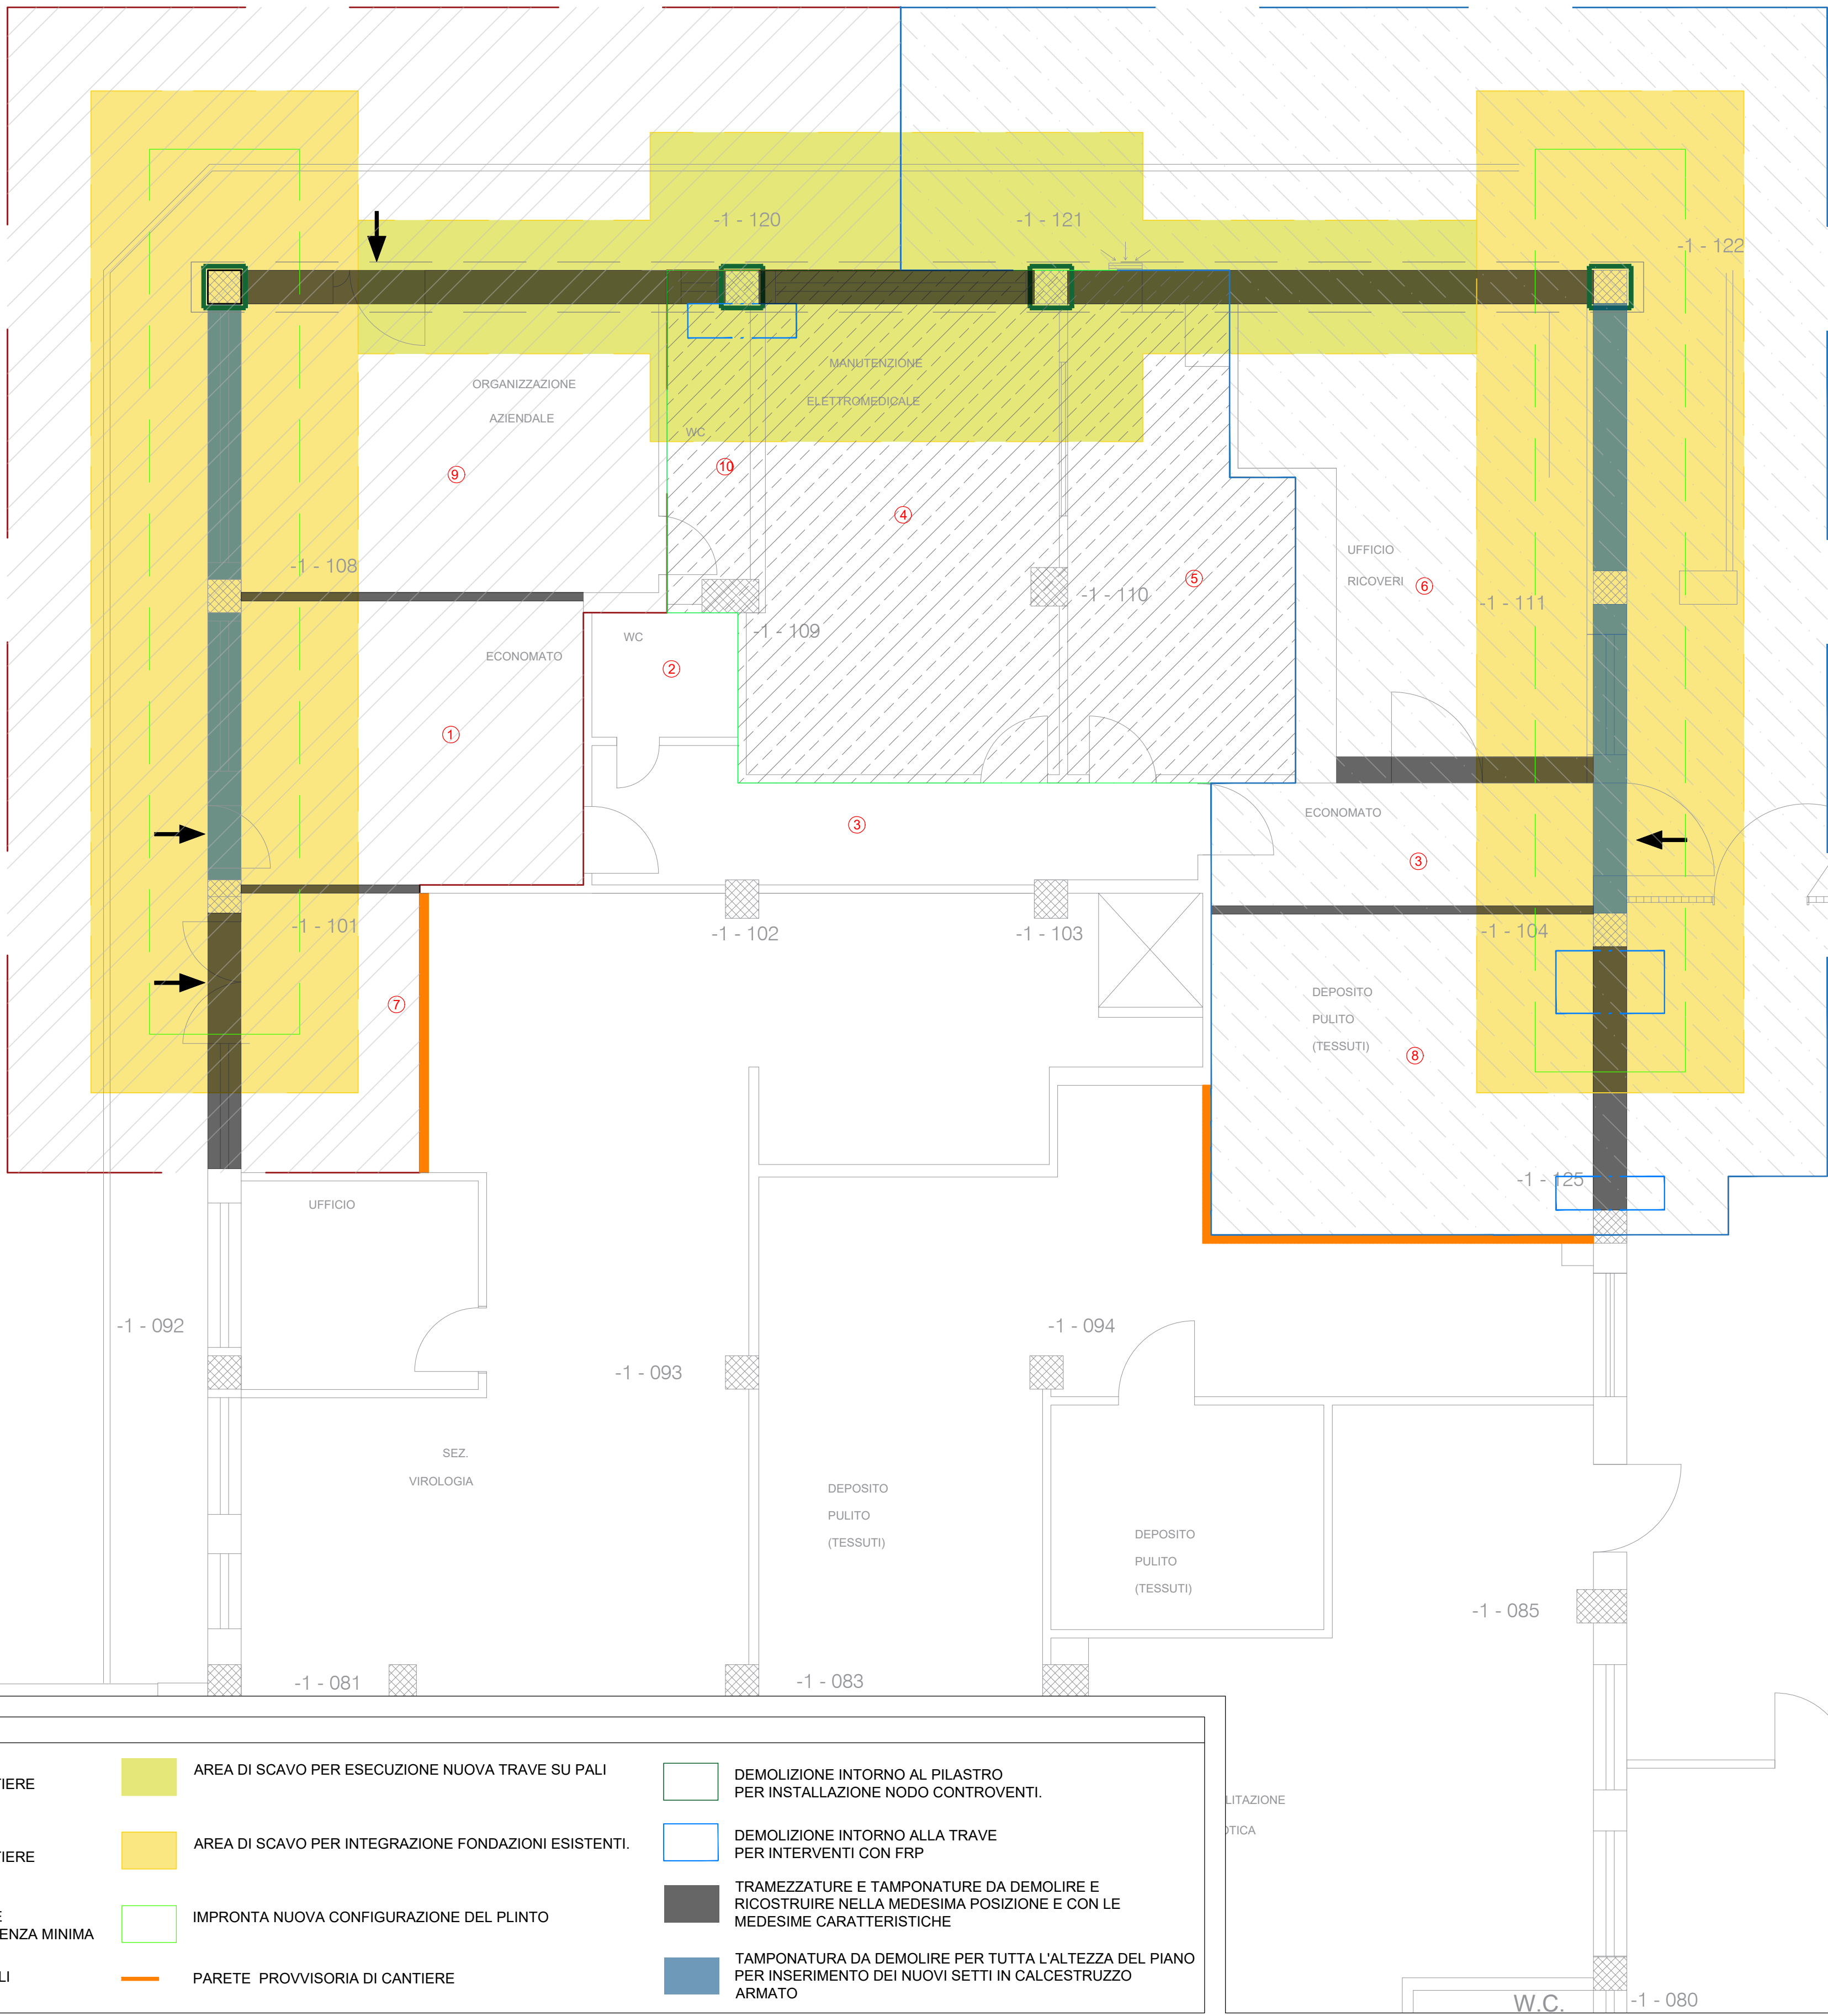 -1 - 120
-1 - 121
-1 - 122
ORGANIZZAZIONE
AZIENDALE
MANUTENZIONE
ELETTROMEDICALE
WC
9
10
4
5
-1 - 108
-1 - 109
-1 - 110
-1 - 111
UFFICIO
RICOVERI
6
ECONOMATO
WC
2
1
3
ECONOMATO
3
-1 - 101
-1 - 102
-1 - 103
-1 - 104
7
DEPOSITO
PULITO
(TESSUTI)
8
-1 - 125
UFFICIO
-1 - 092
-1 - 093
-1 - 094
SEZ.
VIROLOGIA
DEPOSITO
PULITO
(TESSUTI)
DEPOSITO
PULITO
(TESSUTI)
-1 - 085
-1 - 081
-1 - 083
LITAZIONE
OTICA
W.C.
-1 - 080
TIERE
TIERE
E
ENZA MINIMA
LI
AREA DI SCAVO PER ESECUZIONE NUOVA TRAVE SU PALI
AREA DI SCAVO PER INTEGRAZIONE FONDAZIONI ESISTENTI.
IMPRONTA NUOVA CONFIGURAZIONE DEL PLINTO
PARETE PROVVISORIA DI CANTIERE
DEMOLIZIONE INTORNO AL PILASTRO
PER INSTALLAZIONE NODO CONTROVENTI.
DEMOLIZIONE INTORNO ALLA TRAVE
PER INTERVENTI CON FRP
TRAMEZZATURE E TAMPONATURE DA DEMOLIRE E
RICOSTRUIRE NELLA MEDESIMA POSIZIONE E CON LE
MEDESIME CARATTERISTICHE
TAMPONATURA DA DEMOLIRE PER TUTTA L'ALTEZZA DEL PIANO
PER INSERIMENTO DEI NUOVI SETTI IN CALCESTRUZZO
ARMATO